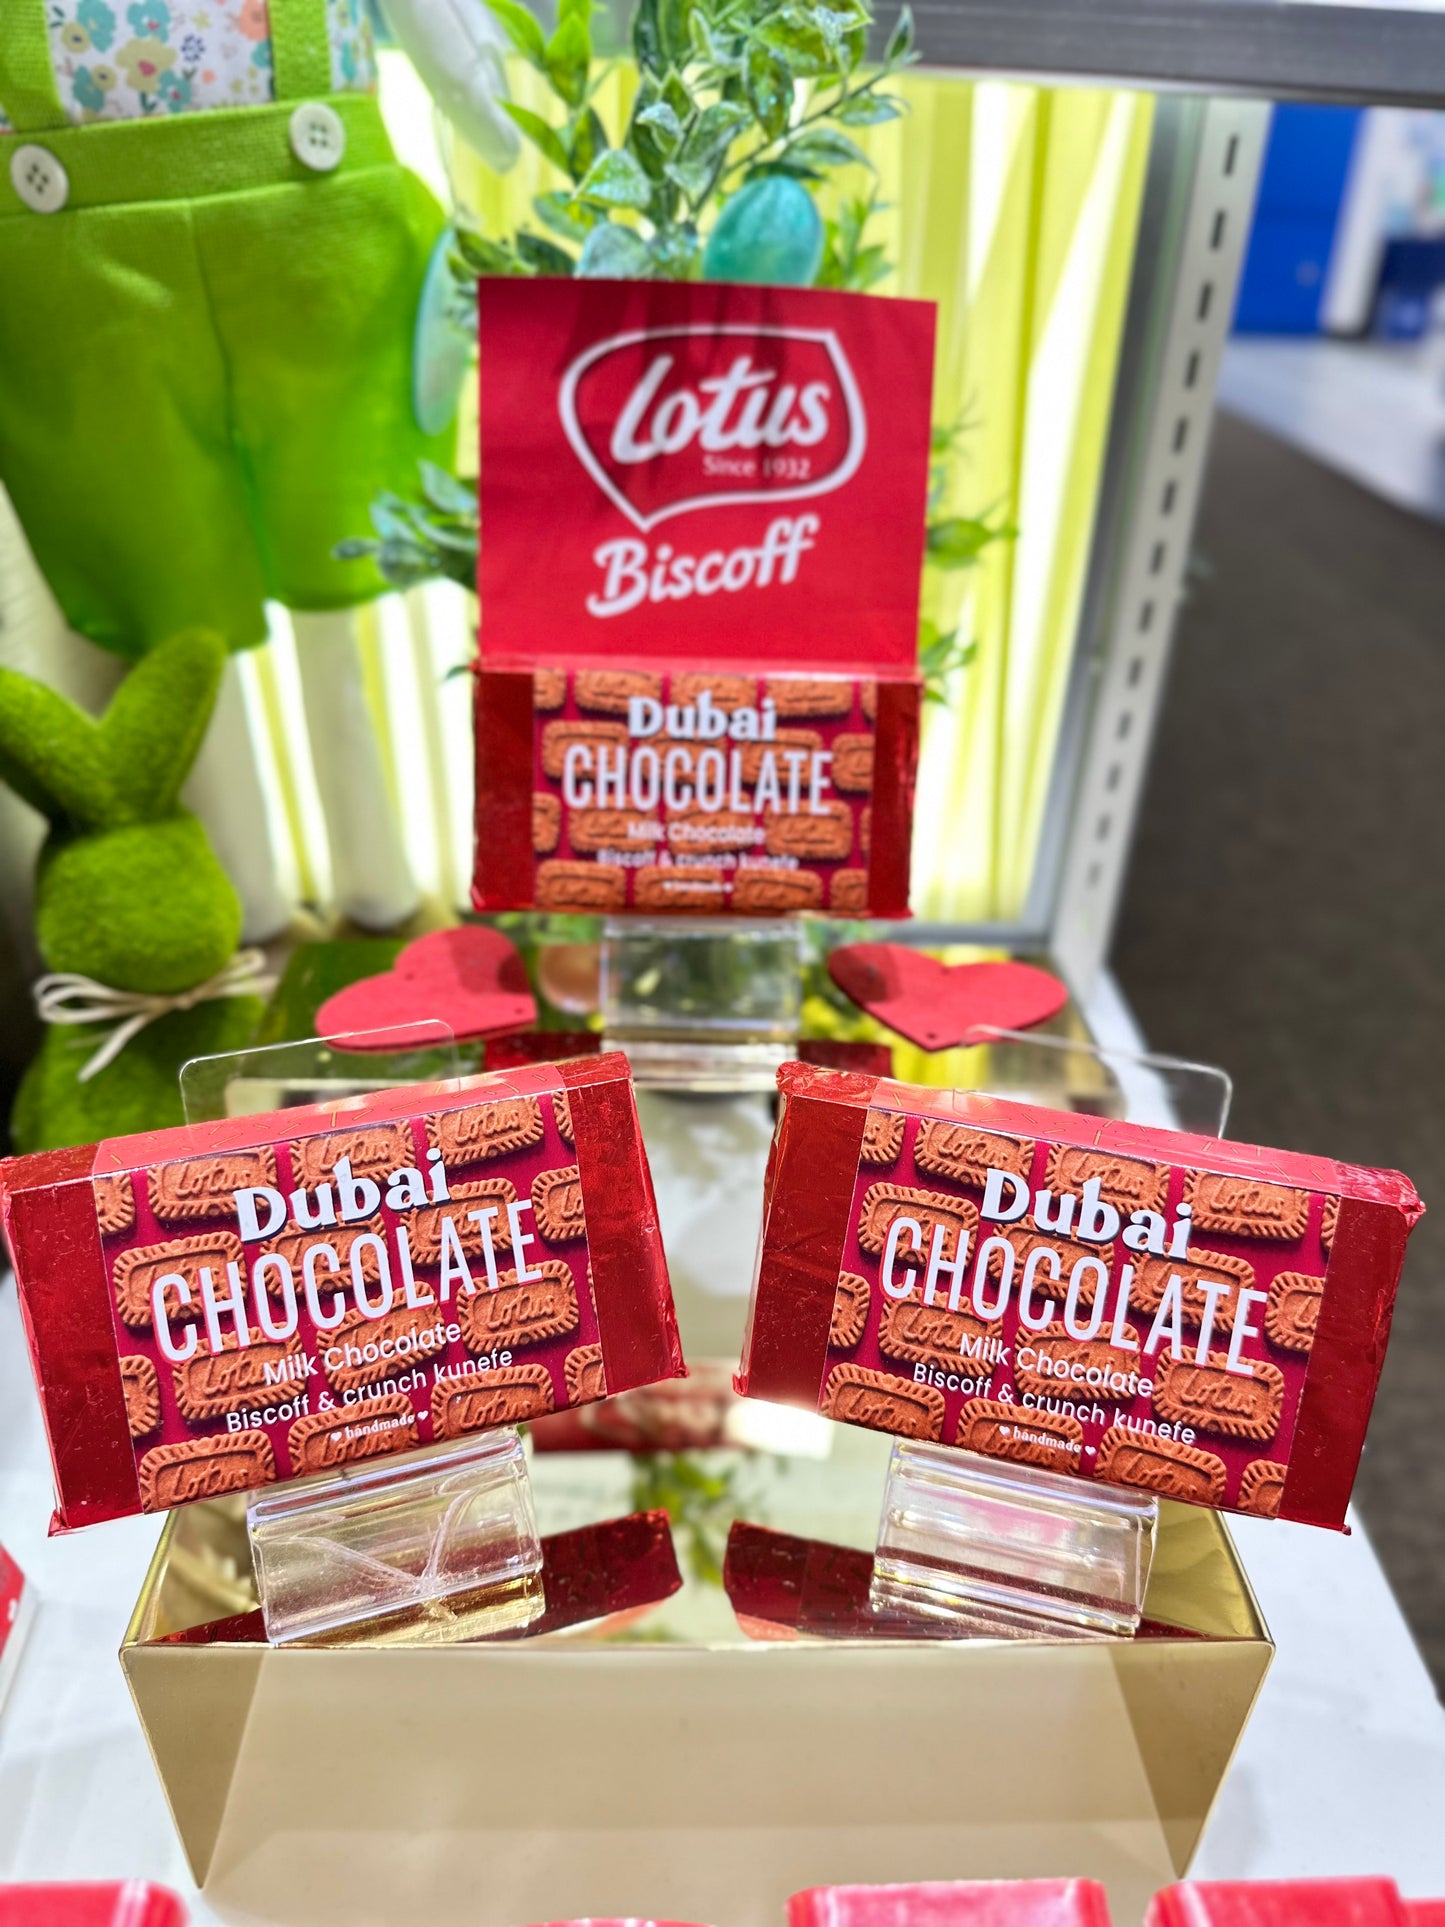 Lotus
Since 1932
Biscoff
Dubai
CHOCOLATE
Milk Chocolate
Biscoff & crunch kunefe
handmade
Dubai
CHOCOLATE
Milk Chocolate
Biscoff & crunch kunefe
♥ handmade ♥
Dubai
CHOCOLATE
Milk Chocolate
Biscoff & crunch kunefe
♥ handmade ♥